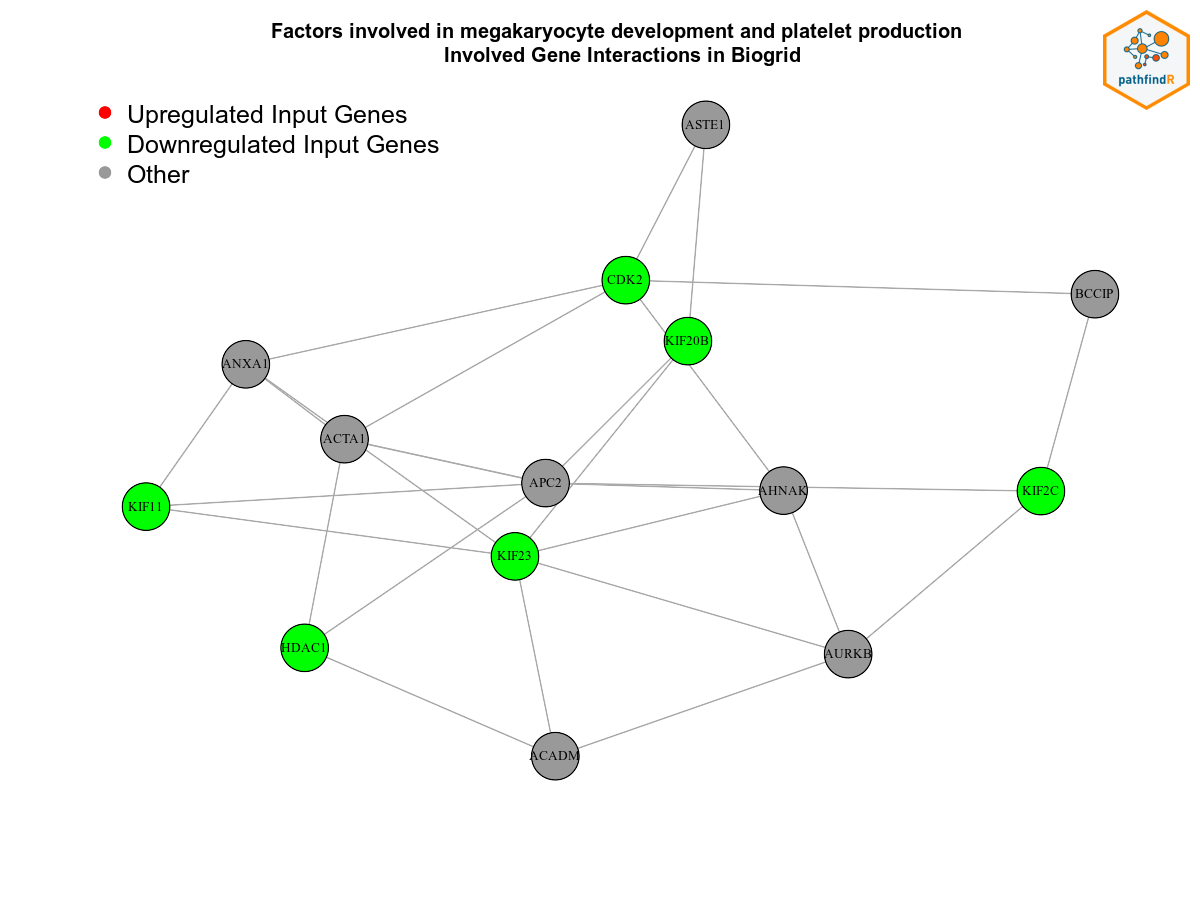 Factors involved in megakaryocyte development and platelet production
Involved Gene Interactions in Biogrid
pathfindR
Upregulated Input Genes
Downregulated Input Genes
Other
ASTE1
CDK2
BCCIP
KIF20B
ANXA1
ACTA1
APC2
AHNAK
KIF2C
KIF11
KIF23
HDAC1
AURKB
ACADM